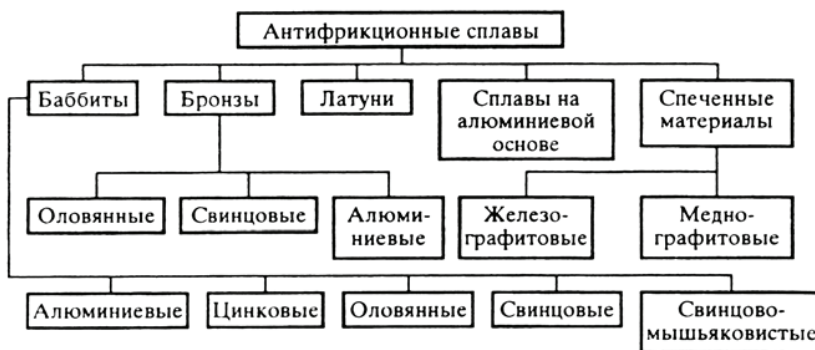 Антифрикционные сплавы
Баббиты
Бронзы
Латуни
Сплавы на
алюминиевой
основе
Спеченные
материалы
Оловянные
Свинцовые
Алюми-
ниевые
Железо-
графитовые
Медно-
графитовые
Алюминиевые
Цинковые
Оловянные
Свинцовые
Свинцово-
мышьяковистые